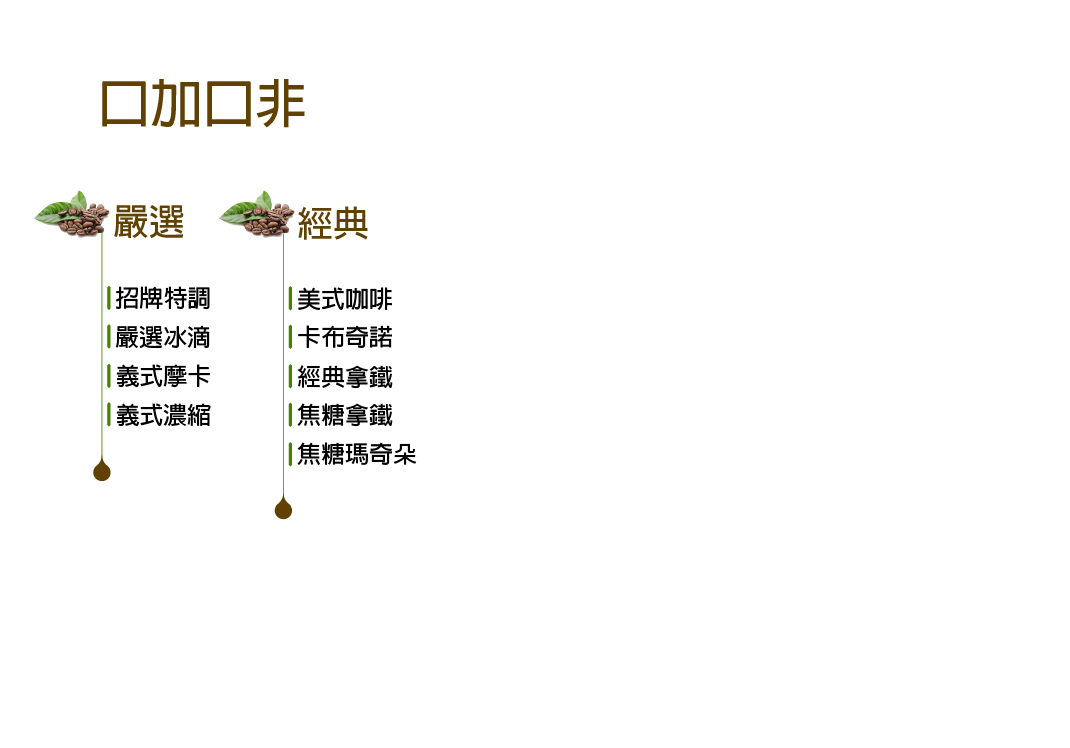 口加口非
嚴選
招牌特調
嚴選冰滴
義式摩卡
義式濃縮
經典
美式咖啡
卡布奇諾
經典拿鐵
焦糖拿鐵
焦糖瑪奇朵